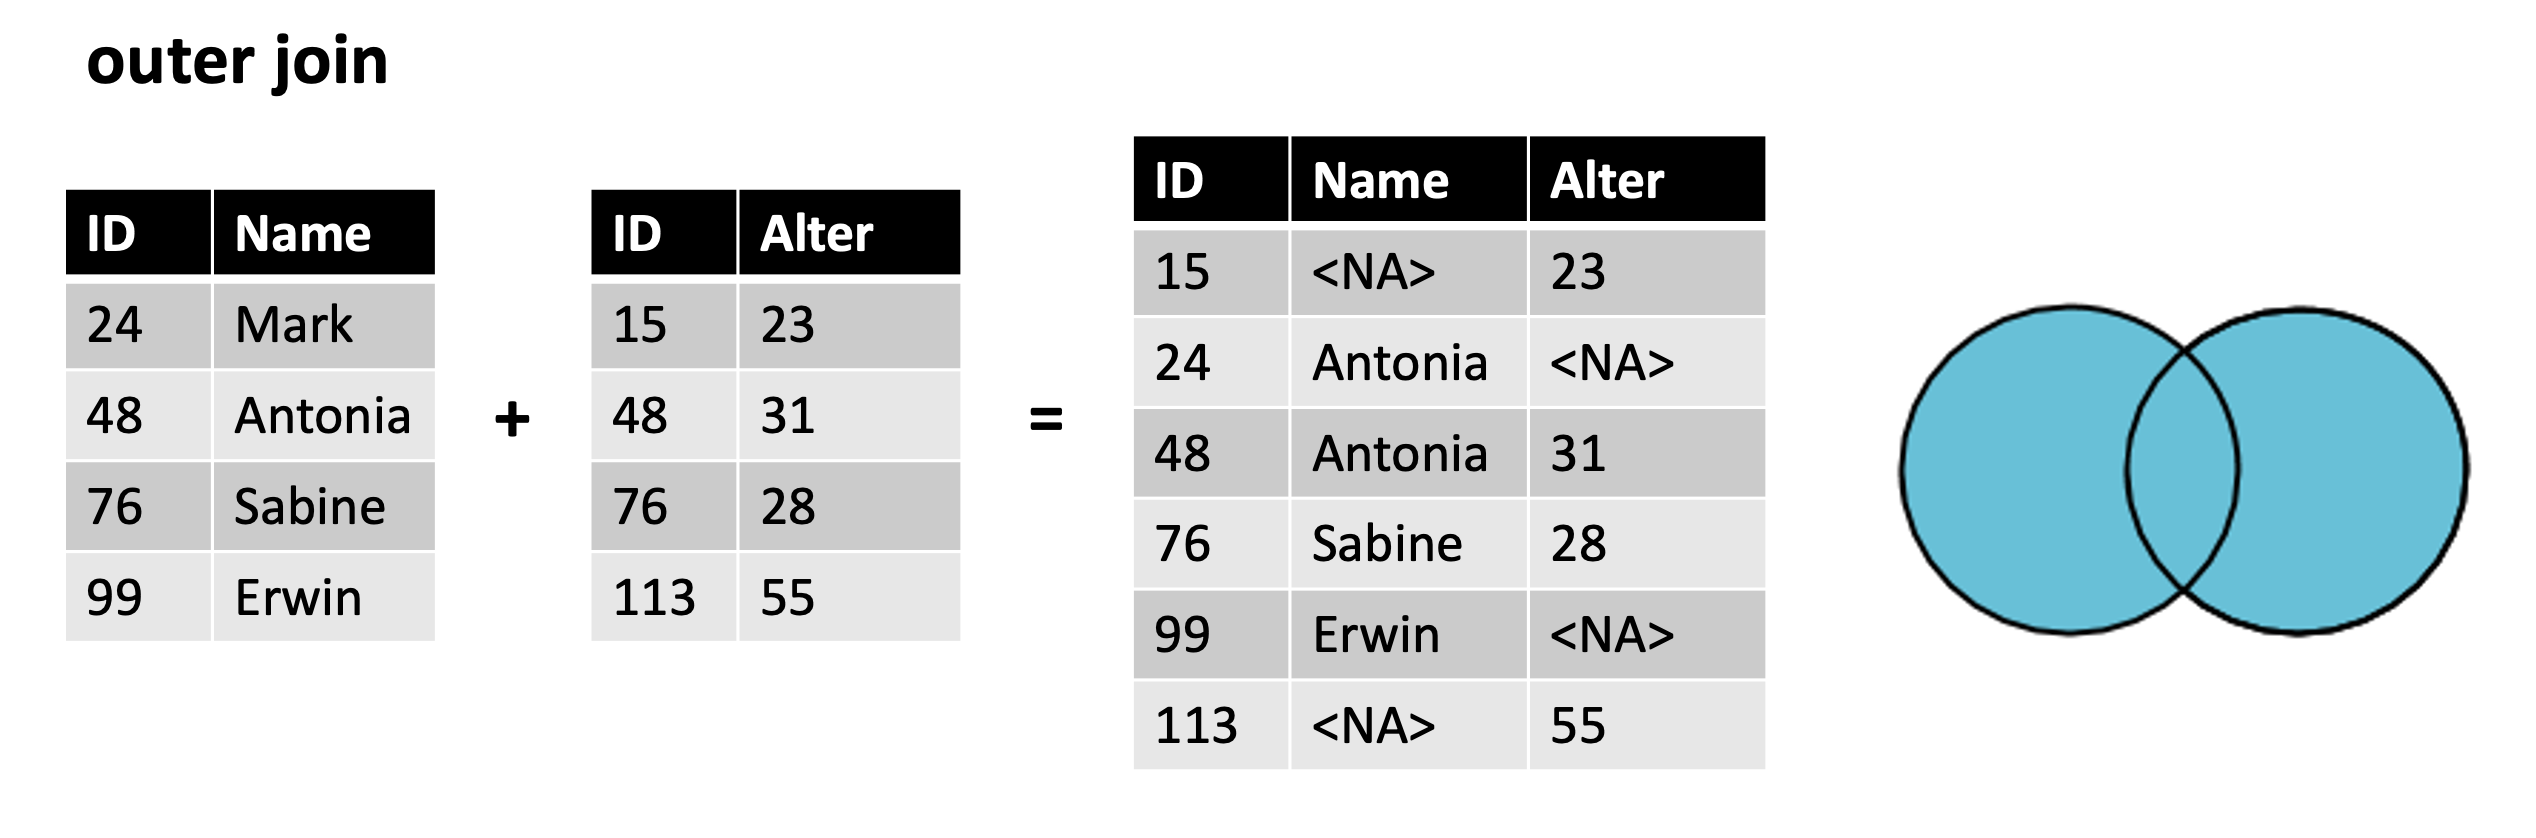 outer join
ID Name
24 Mark
48 Antonia
76 Sabine
99 Erwin
+
ID Alter
15 23
48 31
76 28
113 55
=
ID Name Alter
15 <NA> 23
24 Antonia <NA>
48 Antonia 31
76 Sabine 28
99 Erwin <NA>
113 <NA> 55